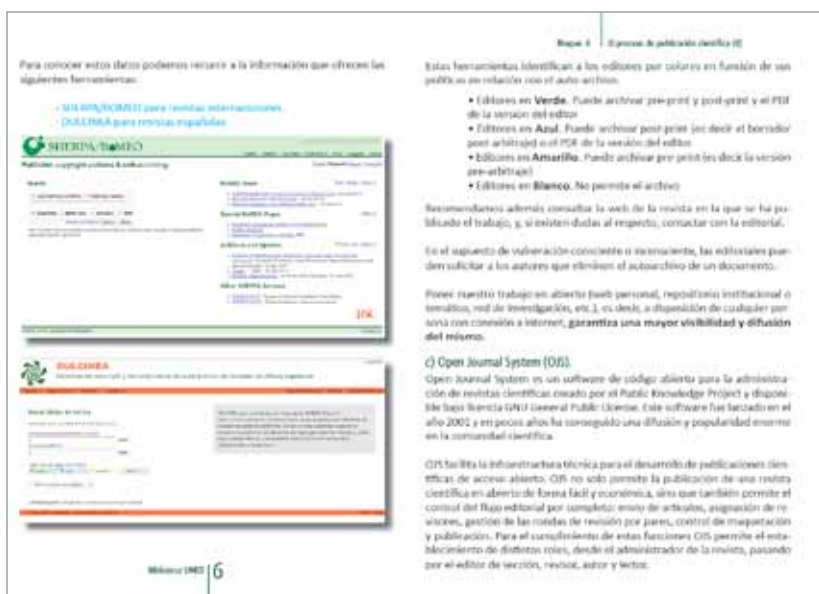 Para conocer estos datos podemos recurrir a la información que ofrecen las
siguientes herramientas:
- SHERPA/ROMEO para revistas internacionales
- DULCINEA para revistas españolas
SHERPA/RoMEO
Publisher copyright policies & self-archiving
Search
JISC
DULCINEA
Biblioteca UNED | 6
Bloque 4 | El proceso de publicación científica (II)
Estas herramientas identifican a los editores por colores en función de sus
políticas en relación con el auto-archivo:
• Editores en Verde. Puede archivar pre-print y post-print y el PDF
de la versión del editor
• Editores en Azul. Puede archivar post-print (es decir el borrador
post-arbitraje) o el PDF de la versión del editor
• Editores en Amarillo. Puede archivar pre-print (es decir la versión
pre-arbitraje)
• Editores en Blanco. No permite el archivo
Recomendamos además consultar la web de la revista en la que se ha pu-
blicado el trabajo, y, si existen dudas al respecto, contactar con la editorial.
En el supuesto de vulneración consciente o inconsciente, las editoriales pue-
den solicitar a los autores que eliminen el autoarchivo de un documento.
Poner nuestro trabajo en abierto (web personal, repositorio institucional o
temático, red de investigación, etc.), es decir, a disposición de cualquier per-
sona con conexión a internet, garantiza una mayor visibilidad y difusión
del mismo.
c) Open Journal System (OJS).
Open Journal System es un software de código abierto para la administra-
ción de revistas científicas creado por el Public Knowledge Project y disponi-
ble bajo licencia GNU General Public License. Este software fue lanzado en el
año 2001 y en pocos años ha conseguido una difusión y popularidad enorme
en la comunidad científica.
OJS facilita la infraestructura técnica para el desarrollo de publicaciones cien-
tíficas de acceso abierto. OJS no solo permite la publicación de una revista
científica en abierto de forma fácil y económica, sino que también permite el
control del flujo editorial por completo: envío de artículos, asignación de re-
visores, gestión de las rondas de revisión por pares, control de maquetación
y publicación. Para el cumplimiento de estas funciones OJS permite el esta-
blecimiento de distintos roles, desde el administrador de la revista, pasando
por el editor de sección, revisor, autor y lector.